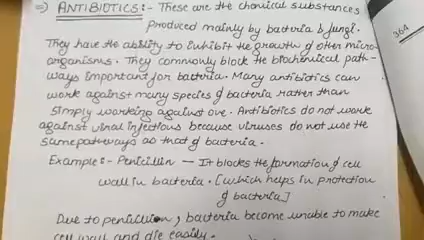 => ANTIBIOTICS:- These are the chemical substances
produced mainly by bacteria & fungi.
They have the ability to inhibit the growth of other micro-
organisms. They commonly block the biochemical path-
ways important for bacteria. Many antibiotics can
work against many species of bacteria rather than
simply working against one. Antibiotics do not work
against viral infections because viruses do not use the
same pathways as that of bacteria.
Example:- Penicillin — It blocks the formation of cell
wall in bacteria. [which helps in protection
of bacteria]
Due to penicillin, bacteria become unable to make
cell wall and die easily.
364